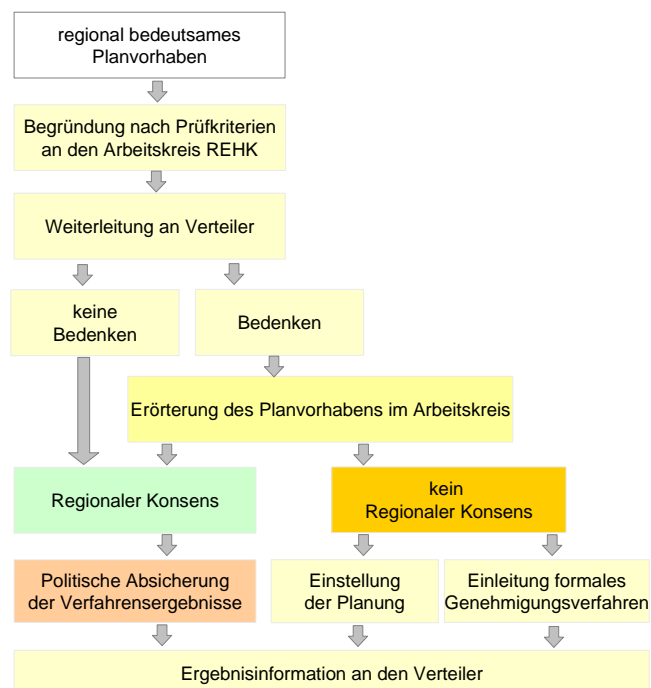 regional bedeutsames
Planvorhaben
Begründung nach Prüfkriterien
an den Arbeitskreis REHK
Weiterleitung an Verteiler
keine
Bedenken
Bedenken
Erörterung des Planvorhabens im Arbeitskreis
Regionaler Konsens
kein
Regionaler Konsens
Politische Absicherung
der Verfahrensergebnisse
Einstellung
der Planung
Einleitung formales
Genehmigungsverfahren
Ergebnisinformation an den Verteiler